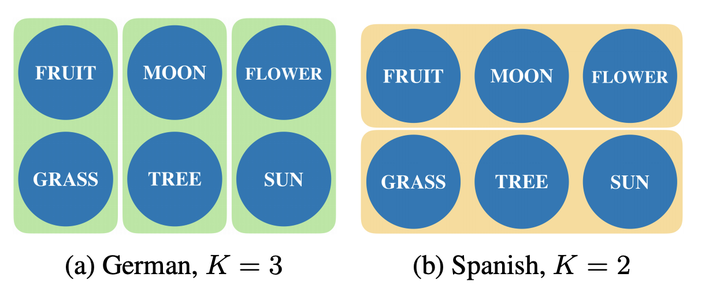 FRUIT MOON FLOWER
GRASS TREE SUN
(a) German, K = 3
FRUIT MOON FLOWER
GRASS TREE SUN
(b) Spanish, K = 2